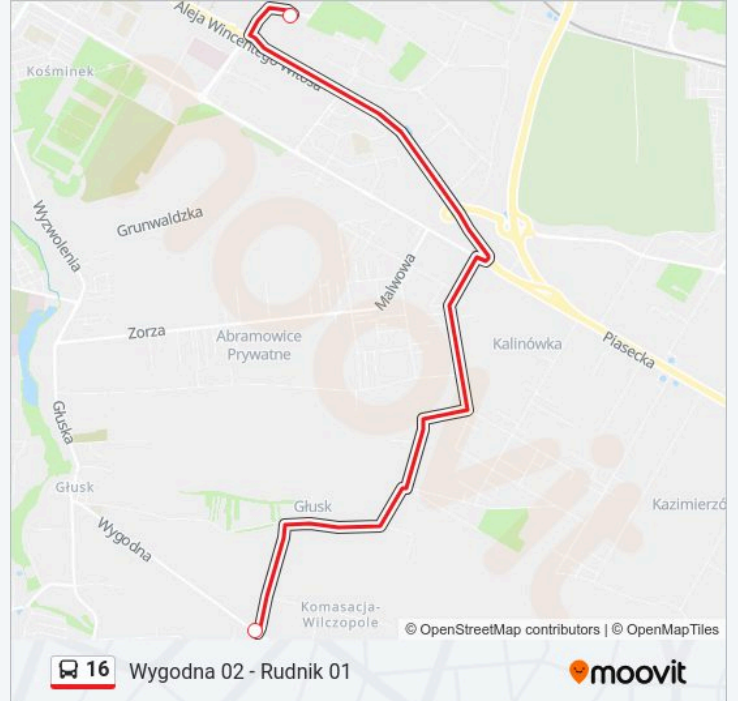 Aleja Wincentego Witosa
Kośminek
Wyzwolenia
Grunwaldzka
Malwowa
Zorza
Abramowice
Prywatne
Kalinówka
Piasecka
Głuska
Głusk
Głusk
Kazimierzó
Wygodna
Komasacja-
Wilczopole
© OpenStreetMap contributors | © OpenMapTiles
moovit
16 Wygodna 02 - Rudnik 01
moovit